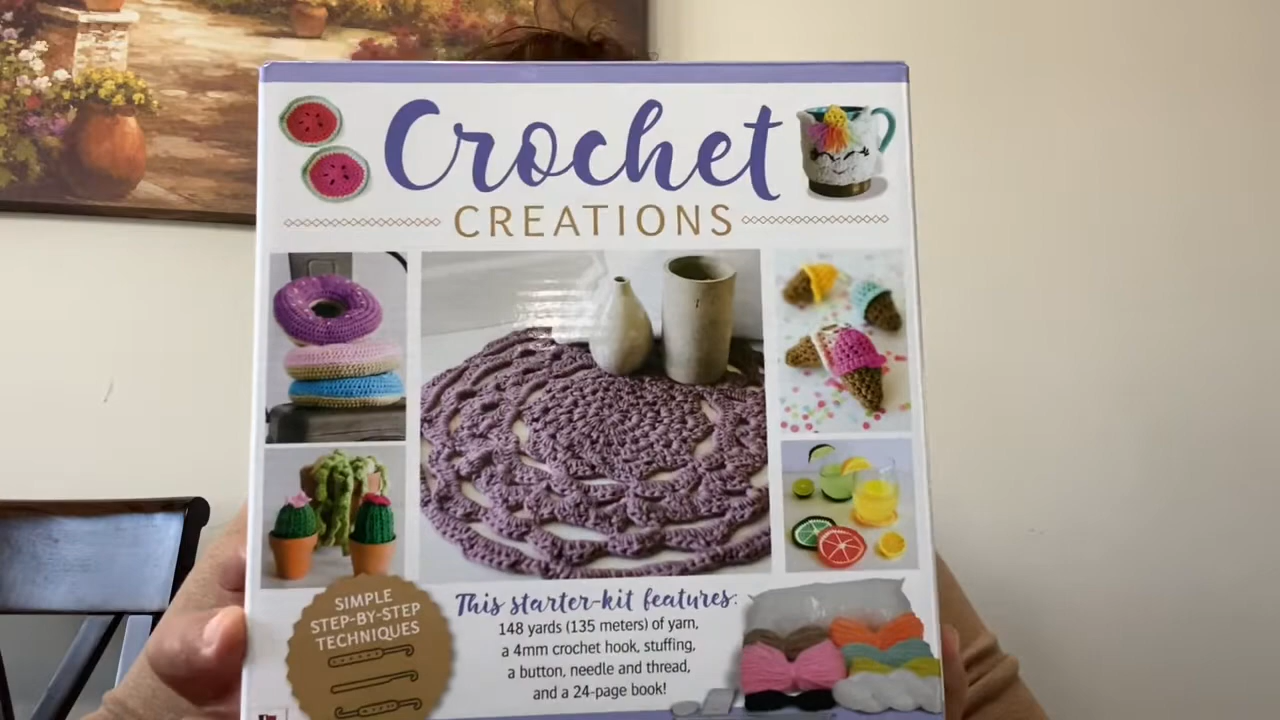 Crochet
CREATIONS
SIMPLE
STEP-BY-STEP
TECHNIQUES
This starter-kit features:
148 yards (135 meters) of yarn,
a 4mm crochet hook, stuffing,
a button, needle and thread,
and a 24-page book!